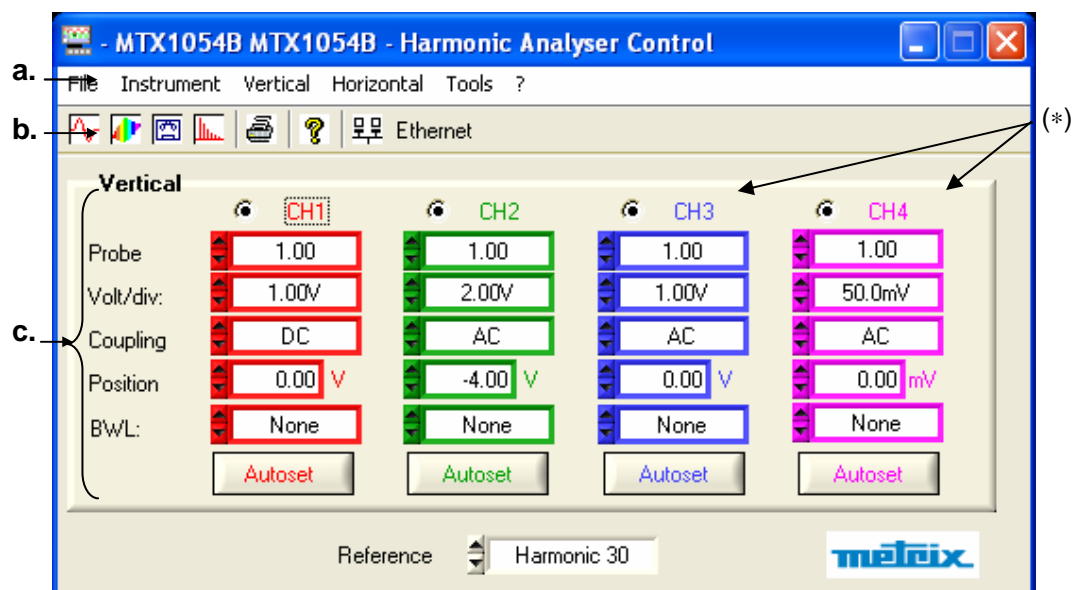 - MTX1054B MTX1054B - Harmonic Analyser Control
a. File Instrument Vertical Horizontal Tools ?
b. Ethernet
(*)
Vertical
CH1 CH2 CH3 CH4
Probe 1.00 1.00 1.00 1.00
Volt/div: 1.00V 2.00V 1.00V 50.0mV
c. Coupling DC AC AC AC
Position 0.00 V -4.00 V 0.00 V 0.00 mV
BWL: None None None None
Autoset Autoset Autoset Autoset
Reference Harmonic 30 metrix